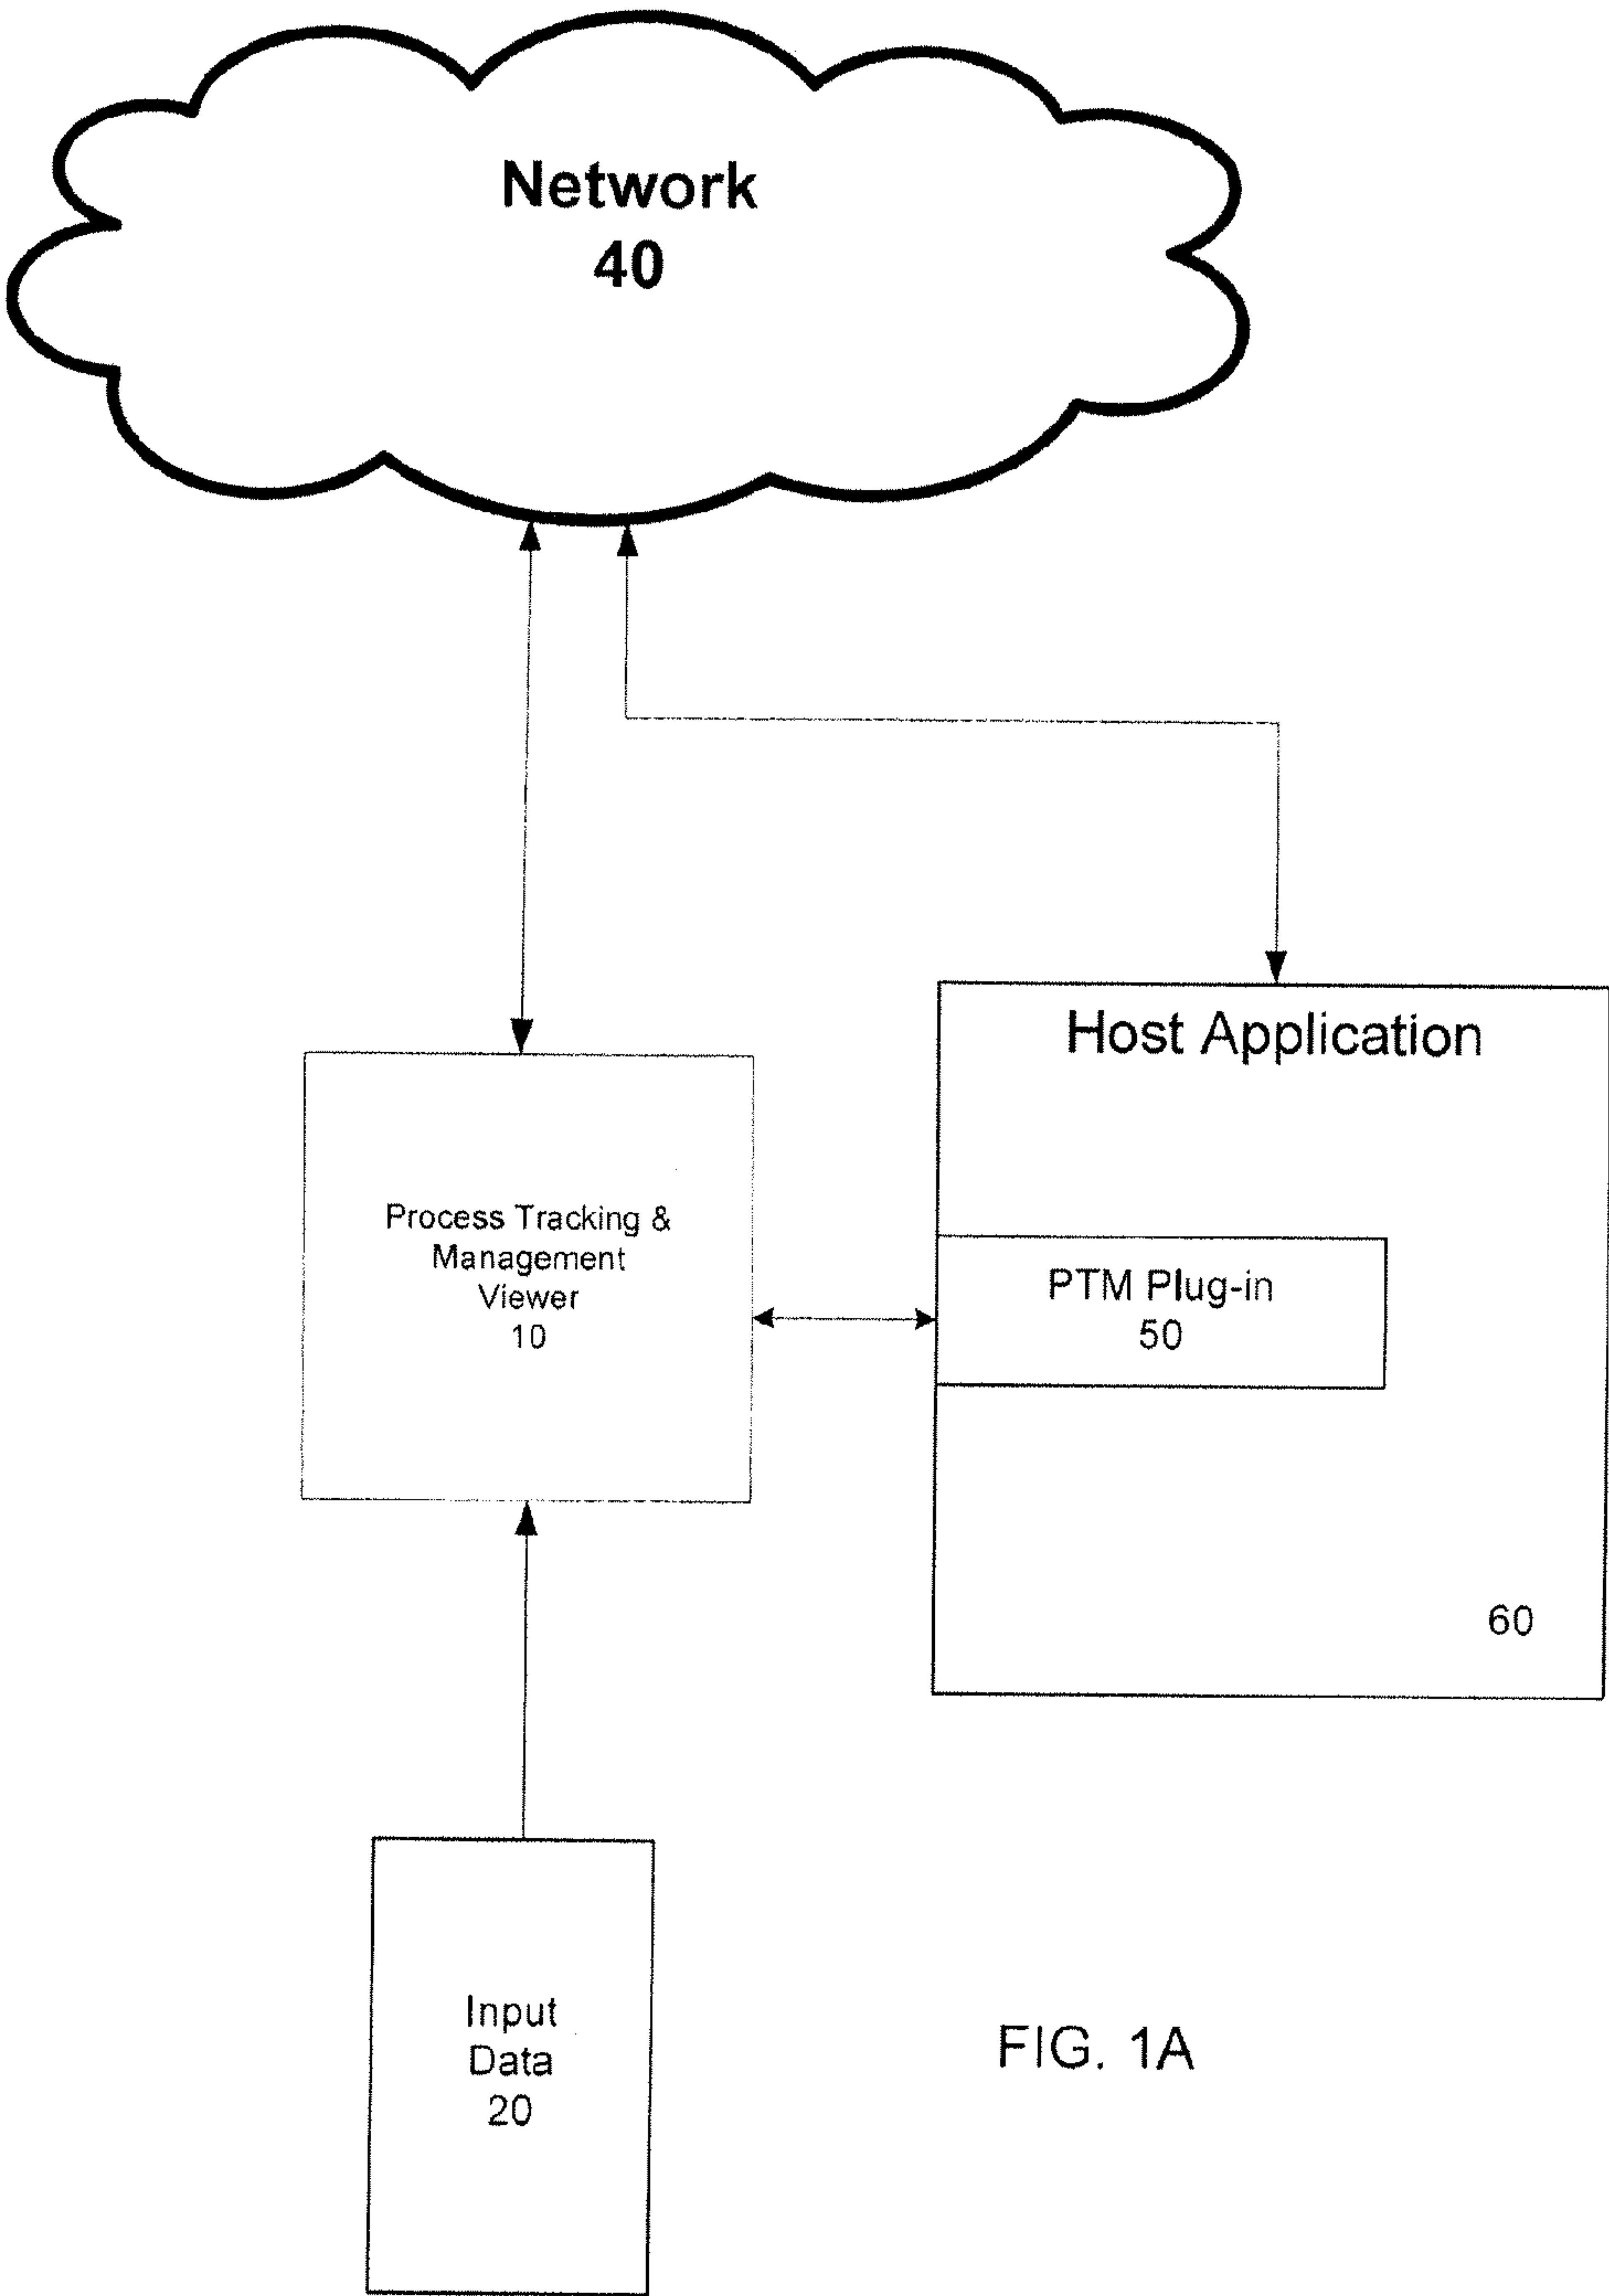 Network
40
Host Application
Process Tracking &
Management
Viewer
10
PTM Plug-in
50
60
Input
Data
20
FIG. 1A